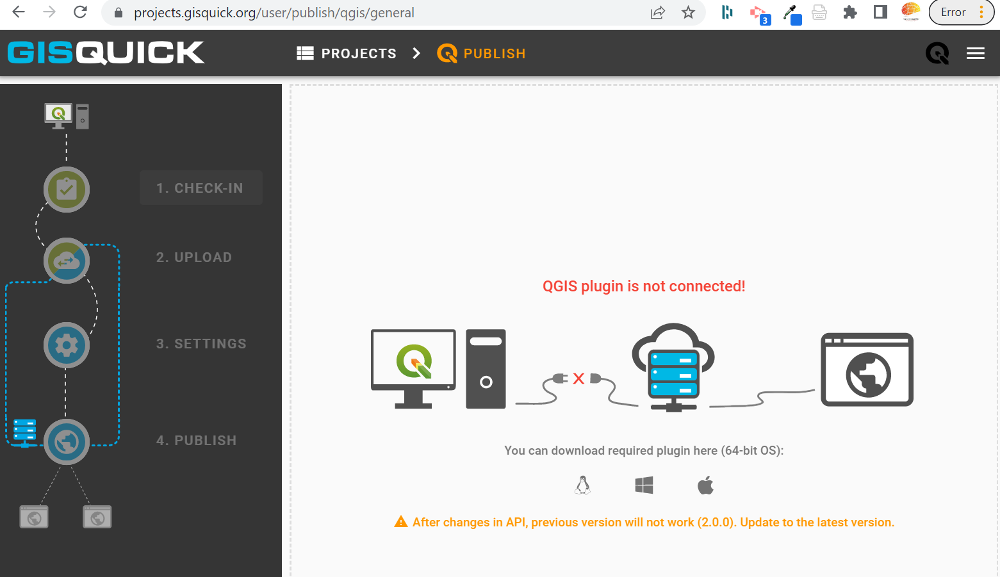 projects.gisquick.org/user/publish/qgis/general
3
Error
GISQUICK
PROJECTS
PUBLISH
1. CHECK-IN
2. UPLOAD
3. SETTINGS
4. PUBLISH
QGIS plugin is not connected!
X
You can download required plugin here (64-bit OS):
After changes in API, previous version will not work (2.0.0). Update to the latest version.